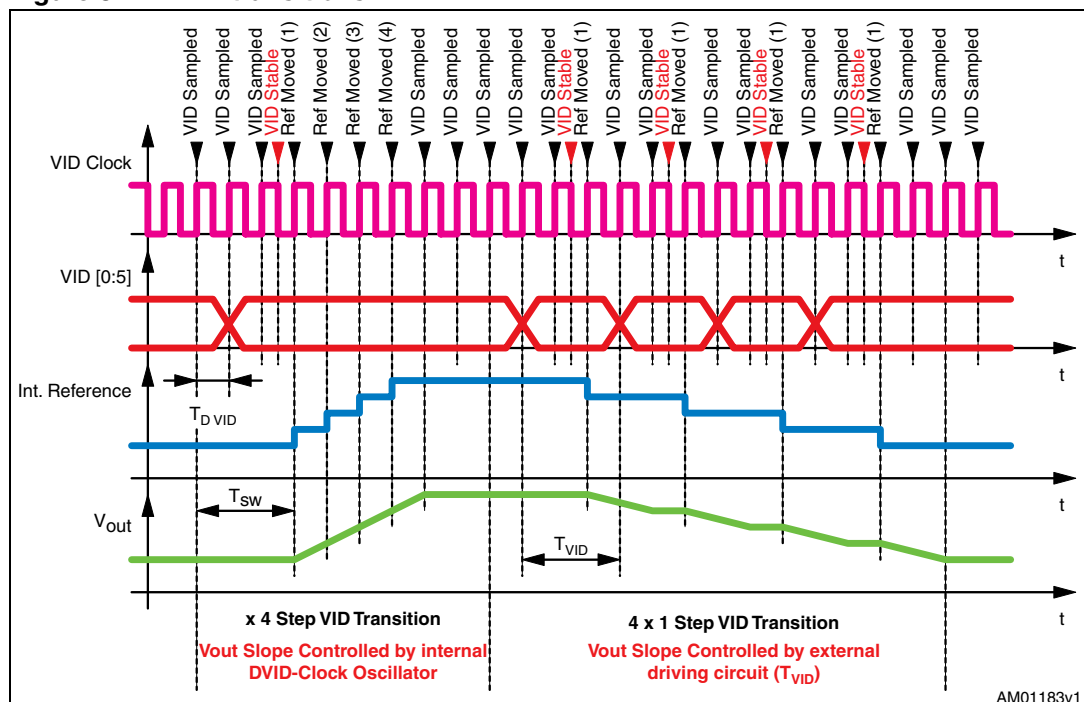 VID Sampled
VID Sampled
VID Sampled
VID Stable
Ref Moved (1)
Ref Moved (2)
Ref Moved (3)
Ref Moved (4)
VID Sampled
VID Sampled
VID Sampled
VID Sampled
VID Sampled
VID Stable
Ref Moved (1)
VID Sampled
VID Sampled
VID Stable
Ref Moved (1)
VID Sampled
VID Sampled
VID Stable
Ref Moved (1)
VID Sampled
VID Sampled
VID Stable
Ref Moved (1)
VID Sampled
VID Sampled
VID Clock
t
VID [0:5]
t
Int. Reference
T D VID
t
Vout
TSW
TVID
t
x 4 Step VID Transition
Vout Slope Controlled by internal
DVID-Clock Oscillator
4 x 1 Step VID Transition
Vout Slope Controlled by external
driving circuit (TVID)
AM01183v1